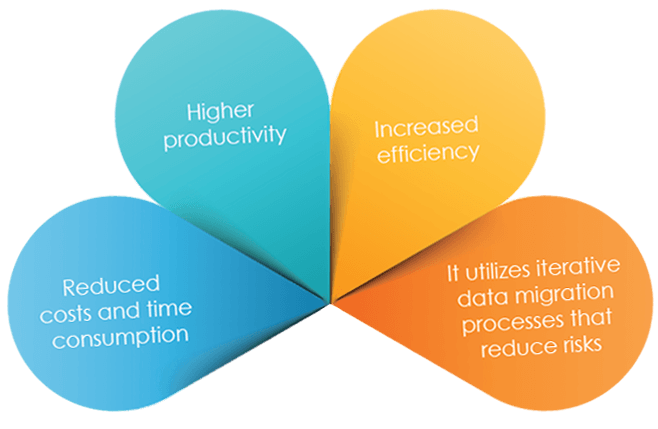 Higher
productivity
Increased
efficiency
Reduced
costs and time
consumption
It utilizes iterative
data migration
processes that
reduce risks